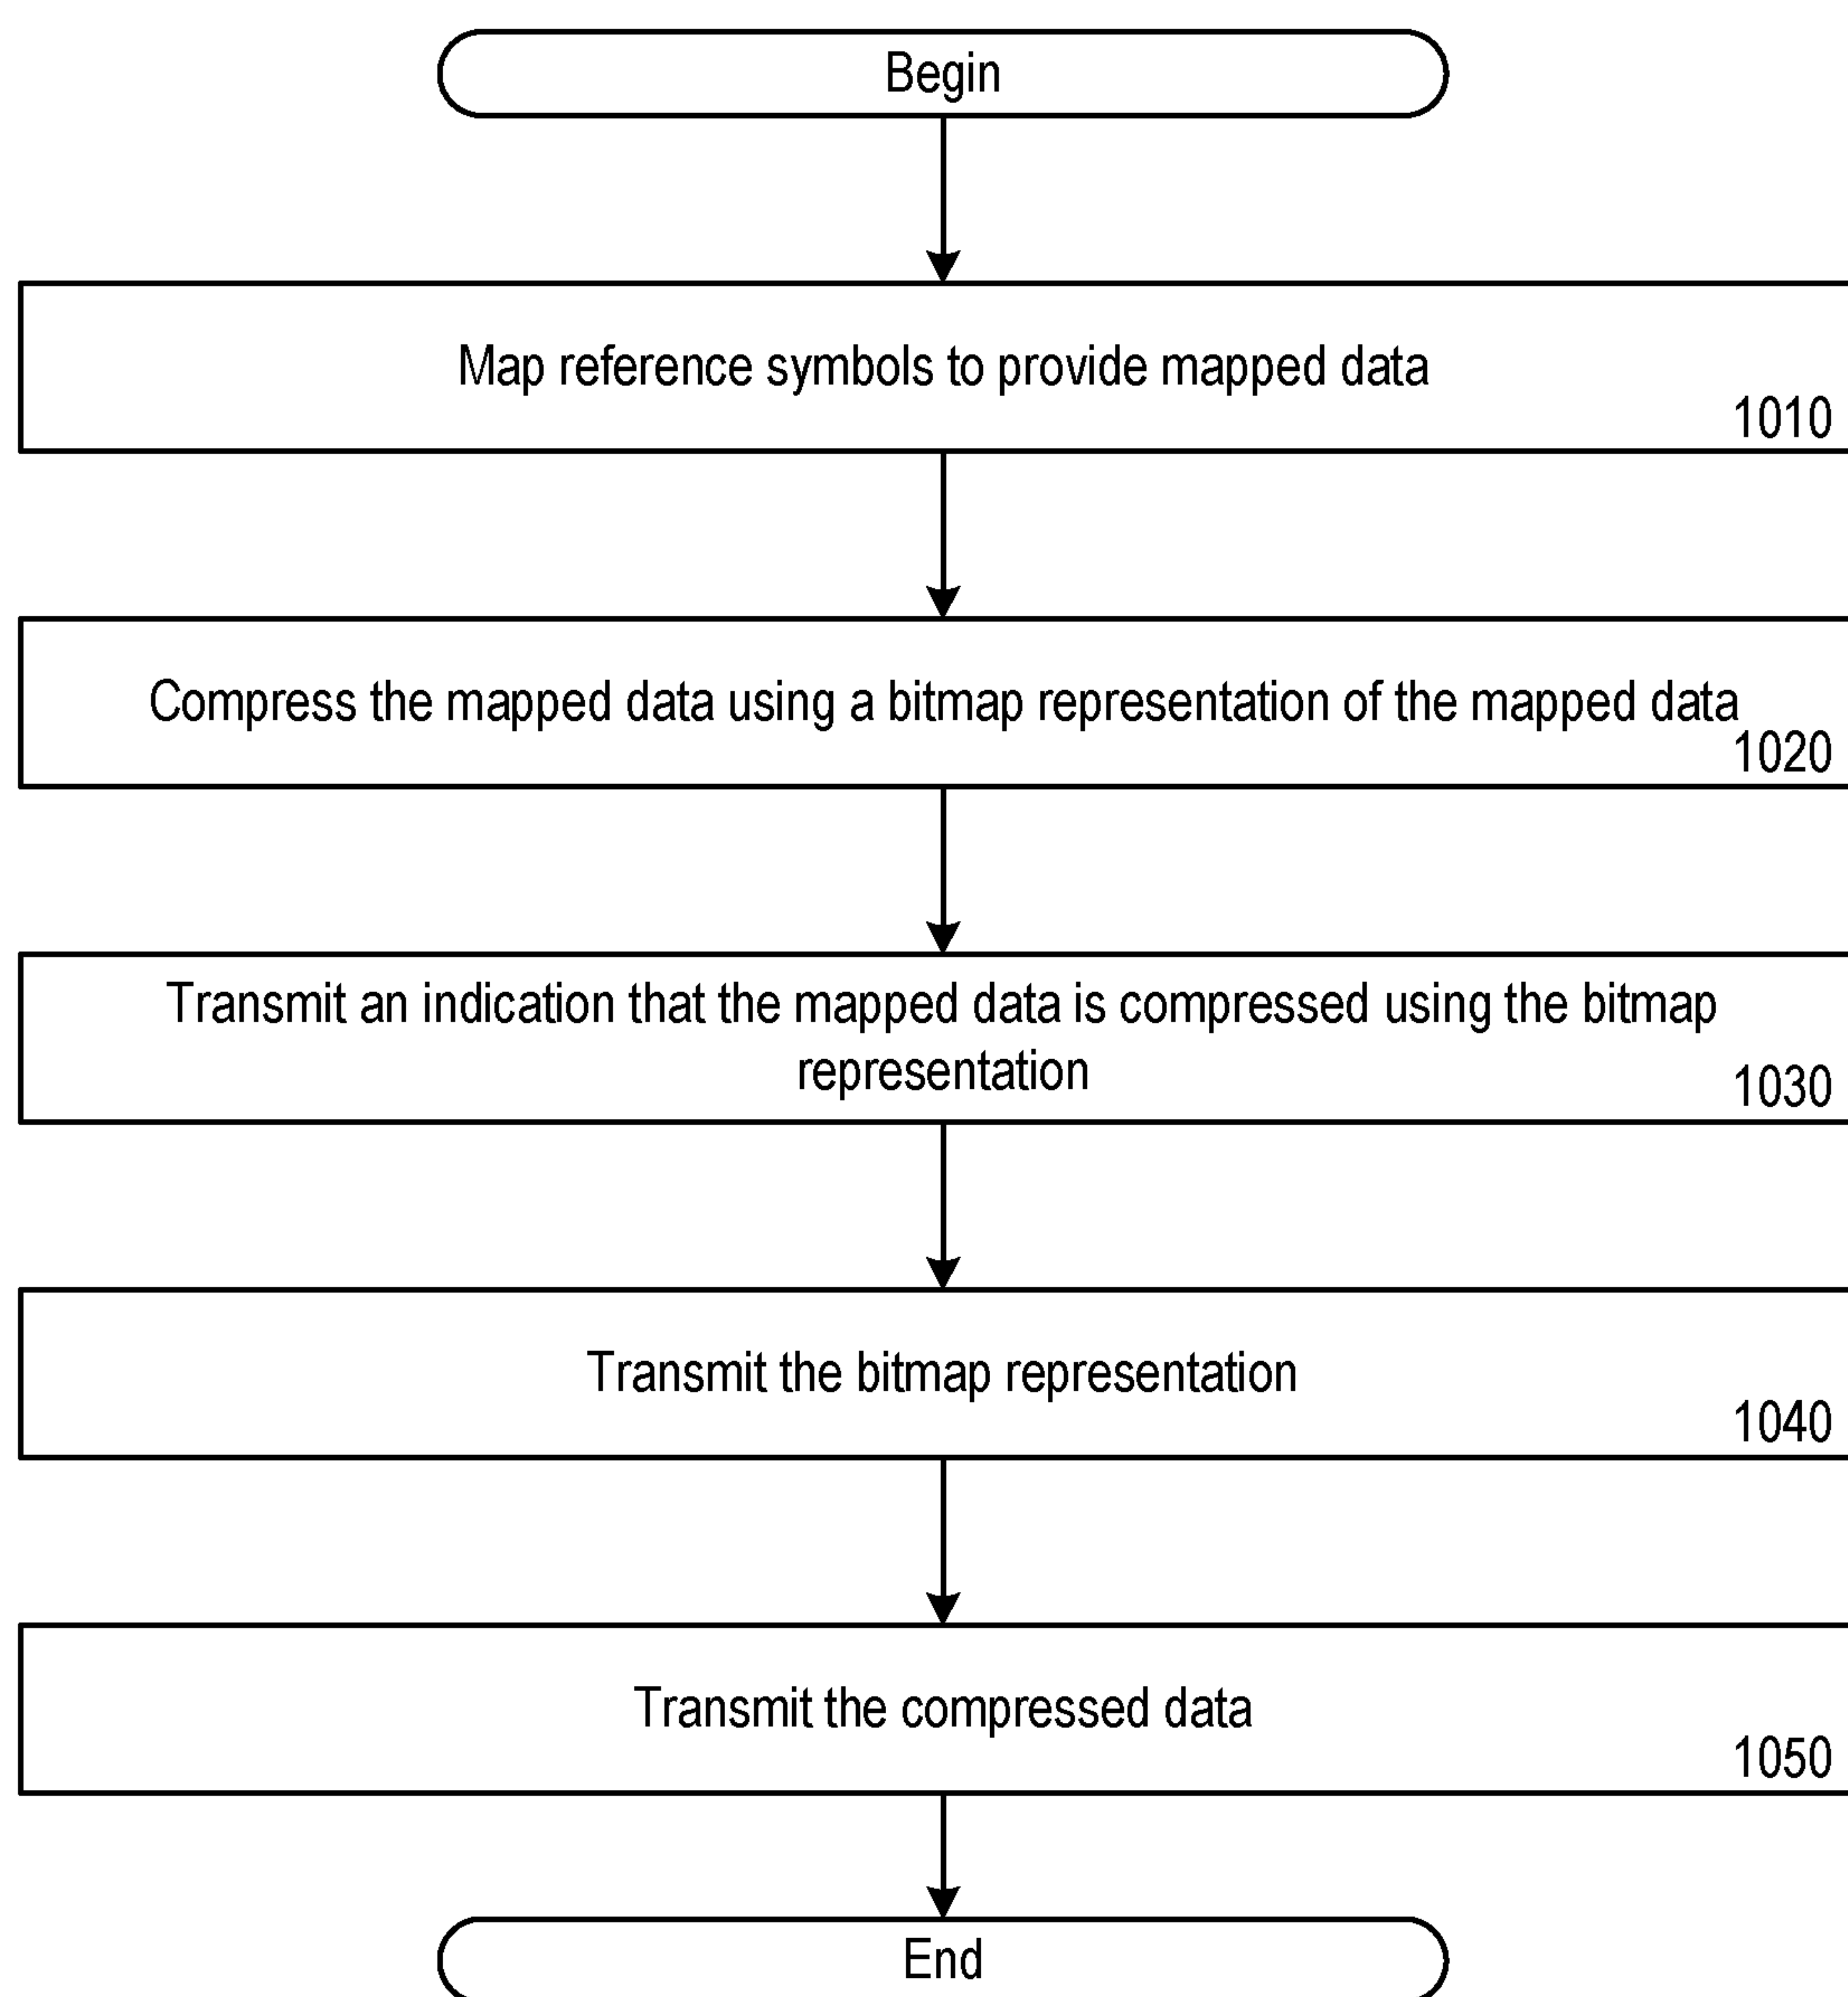 Begin
Map reference symbols to provide mapped data
1010
Compress the mapped data using a bitmap representation of the mapped data
1020
Transmit an indication that the mapped data is compressed using the bitmap
representation
1030
Transmit the bitmap representation
1040
Transmit the compressed data
1050
End